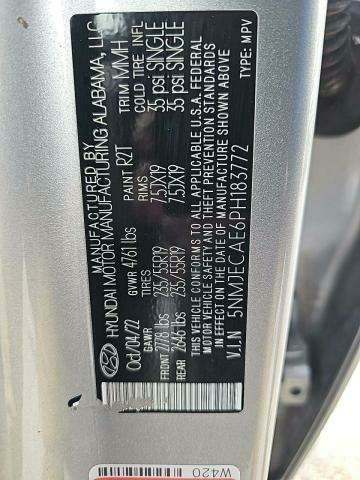 MANUFACTURED BY
HYUNDAI MOTOR MANUFACTURING ALABAMA, LLC
Oct/04/22 PAINT R2T TRIM MMH
GVWR 4761 lbs
GAWR TIRES RIMS COLD TIRE INFL
FRONT 2778 lbs 235/55R19 7.5JX19 35 psi SINGLE
REAR 2646 lbs 235/55R19 7.5JX19 35 psi SINGLE
THIS VEHICLE CONFORMS TO ALL APPLICABLE U.S.A. FEDERAL
MOTOR VEHICLE SAFETY, BUMPER, AND
THEFT PREVENTION STANDARDS IN EFFECT ON THE
DATE OF MANUFACTURE SHOWN ABOVE
V.I.N 5NMJECAE6PH183772 TYPE: MPV
W420